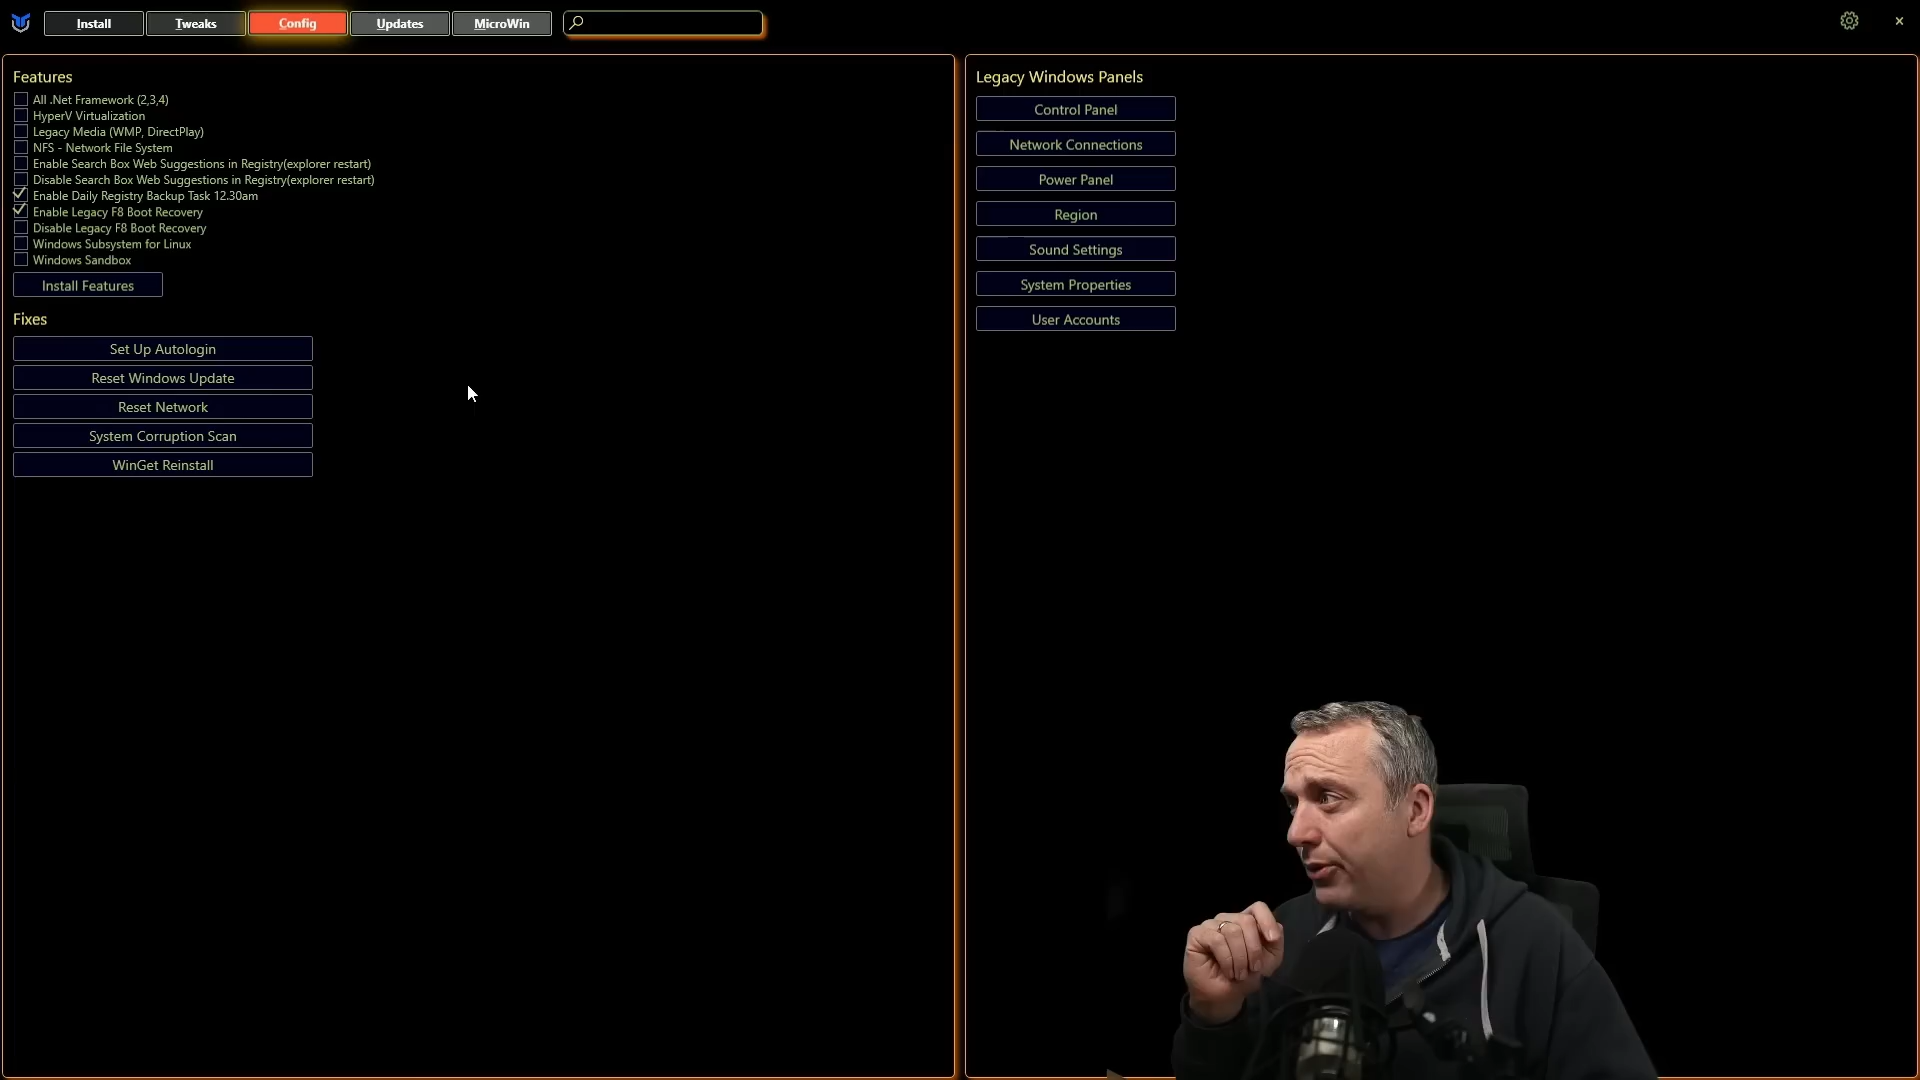 Install
Tweaks
Config
Updates
MicroWin
Features
All .Net Framework (2,3,4)
HyperV Virtualization
Legacy Media (WMP, DirectPlay)
NFS - Network File System
Enable Search Box Web Suggestions in Registry(explorer restart)
Disable Search Box Web Suggestions in Registry(explorer restart)
Enable Daily Registry Backup Task 12.30am
Enable Legacy F8 Boot Recovery
Disable Legacy F8 Boot Recovery
Windows Subsystem for Linux
Windows Sandbox
Install Features
Fixes
Set Up Autologin
Reset Windows Update
Reset Network
System Corruption Scan
WinGet Reinstall
Legacy Windows Panels
Control Panel
Network Connections
Power Panel
Region
Sound Settings
System Properties
User Accounts